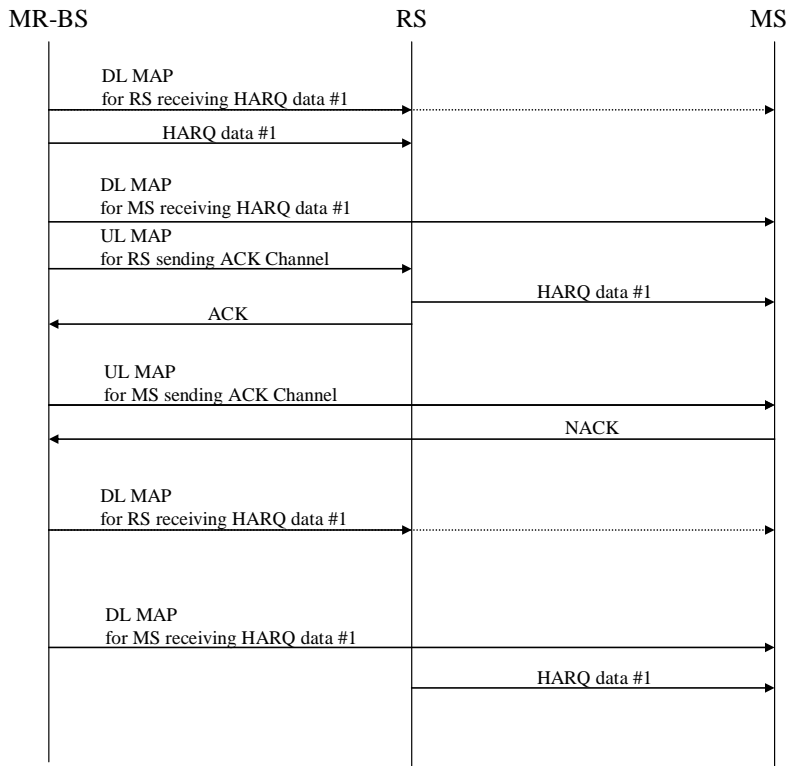 MR-BS RS MS
DL MAP
for RS receiving HARQ data #1
HARQ data #1
DL MAP
for MS receiving HARQ data #1
UL MAP
for RS sending ACK Channel
HARQ data #1
ACK
UL MAP
for MS sending ACK Channel
NACK
DL MAP
for RS receiving HARQ data #1
DL MAP
for MS receiving HARQ data #1
HARQ data #1